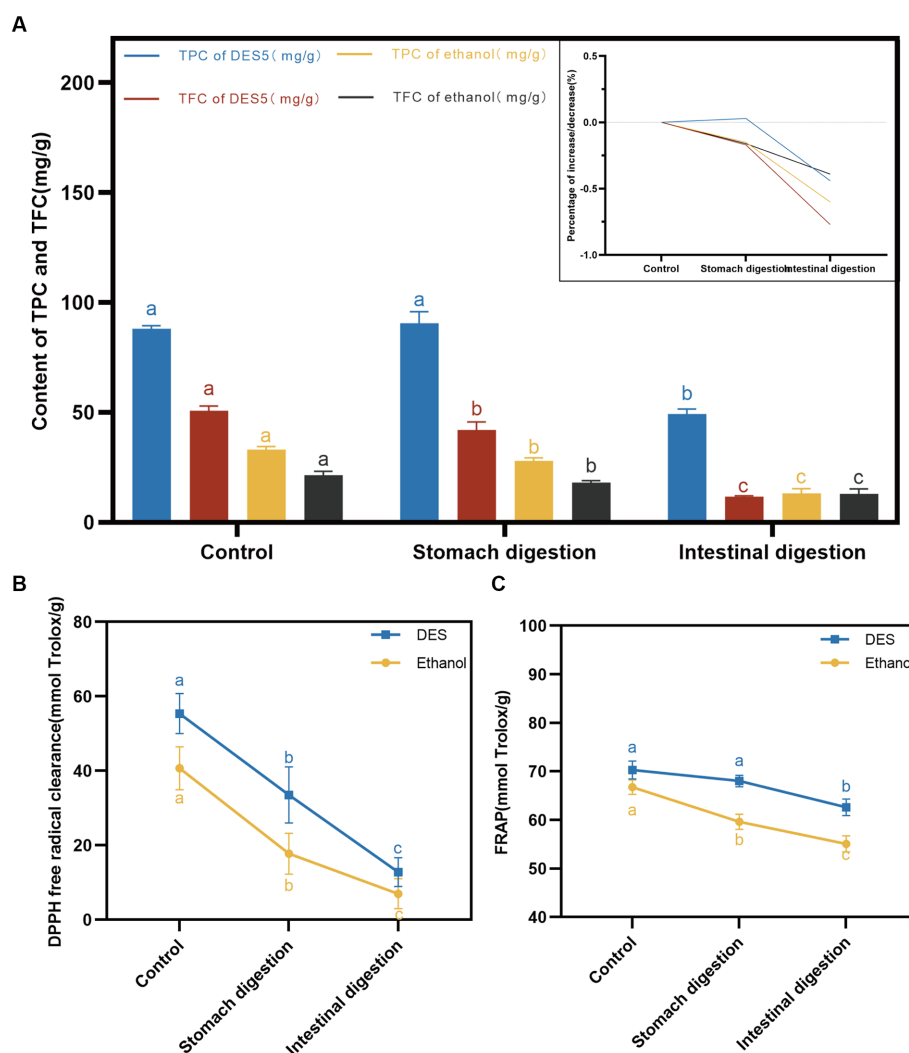 A
TPC of DES5( mg/g)
TPC of ethanol( mg/g)
TFC of DES5( mg/g)
TFC of ethanol( mg/g)
Content of TPC and TFC(mg/g)
200
150
100
50
0
a
a
a
a
a
b
b
b
b
c
c
c
Control
Stomach digestion
Intestinal digestion
Percentage of increase/decrease(%)
0.5
0.0
-0.5
-1.0
Control
Stomach digestion
Intestinal digestion
B
DPPH free radical clearance(mmol Trolox/g)
80
60
40
20
0
DES
Ethanol
a
b
c
a
b
c
Control
Stomach digestion
Intestinal digestion
C
FRAP(mmol Trolox/g)
100
90
80
70
60
50
40
DES
Ethano
a
a
b
a
b
c
Control
Stomach digestion
Intestinal digestion